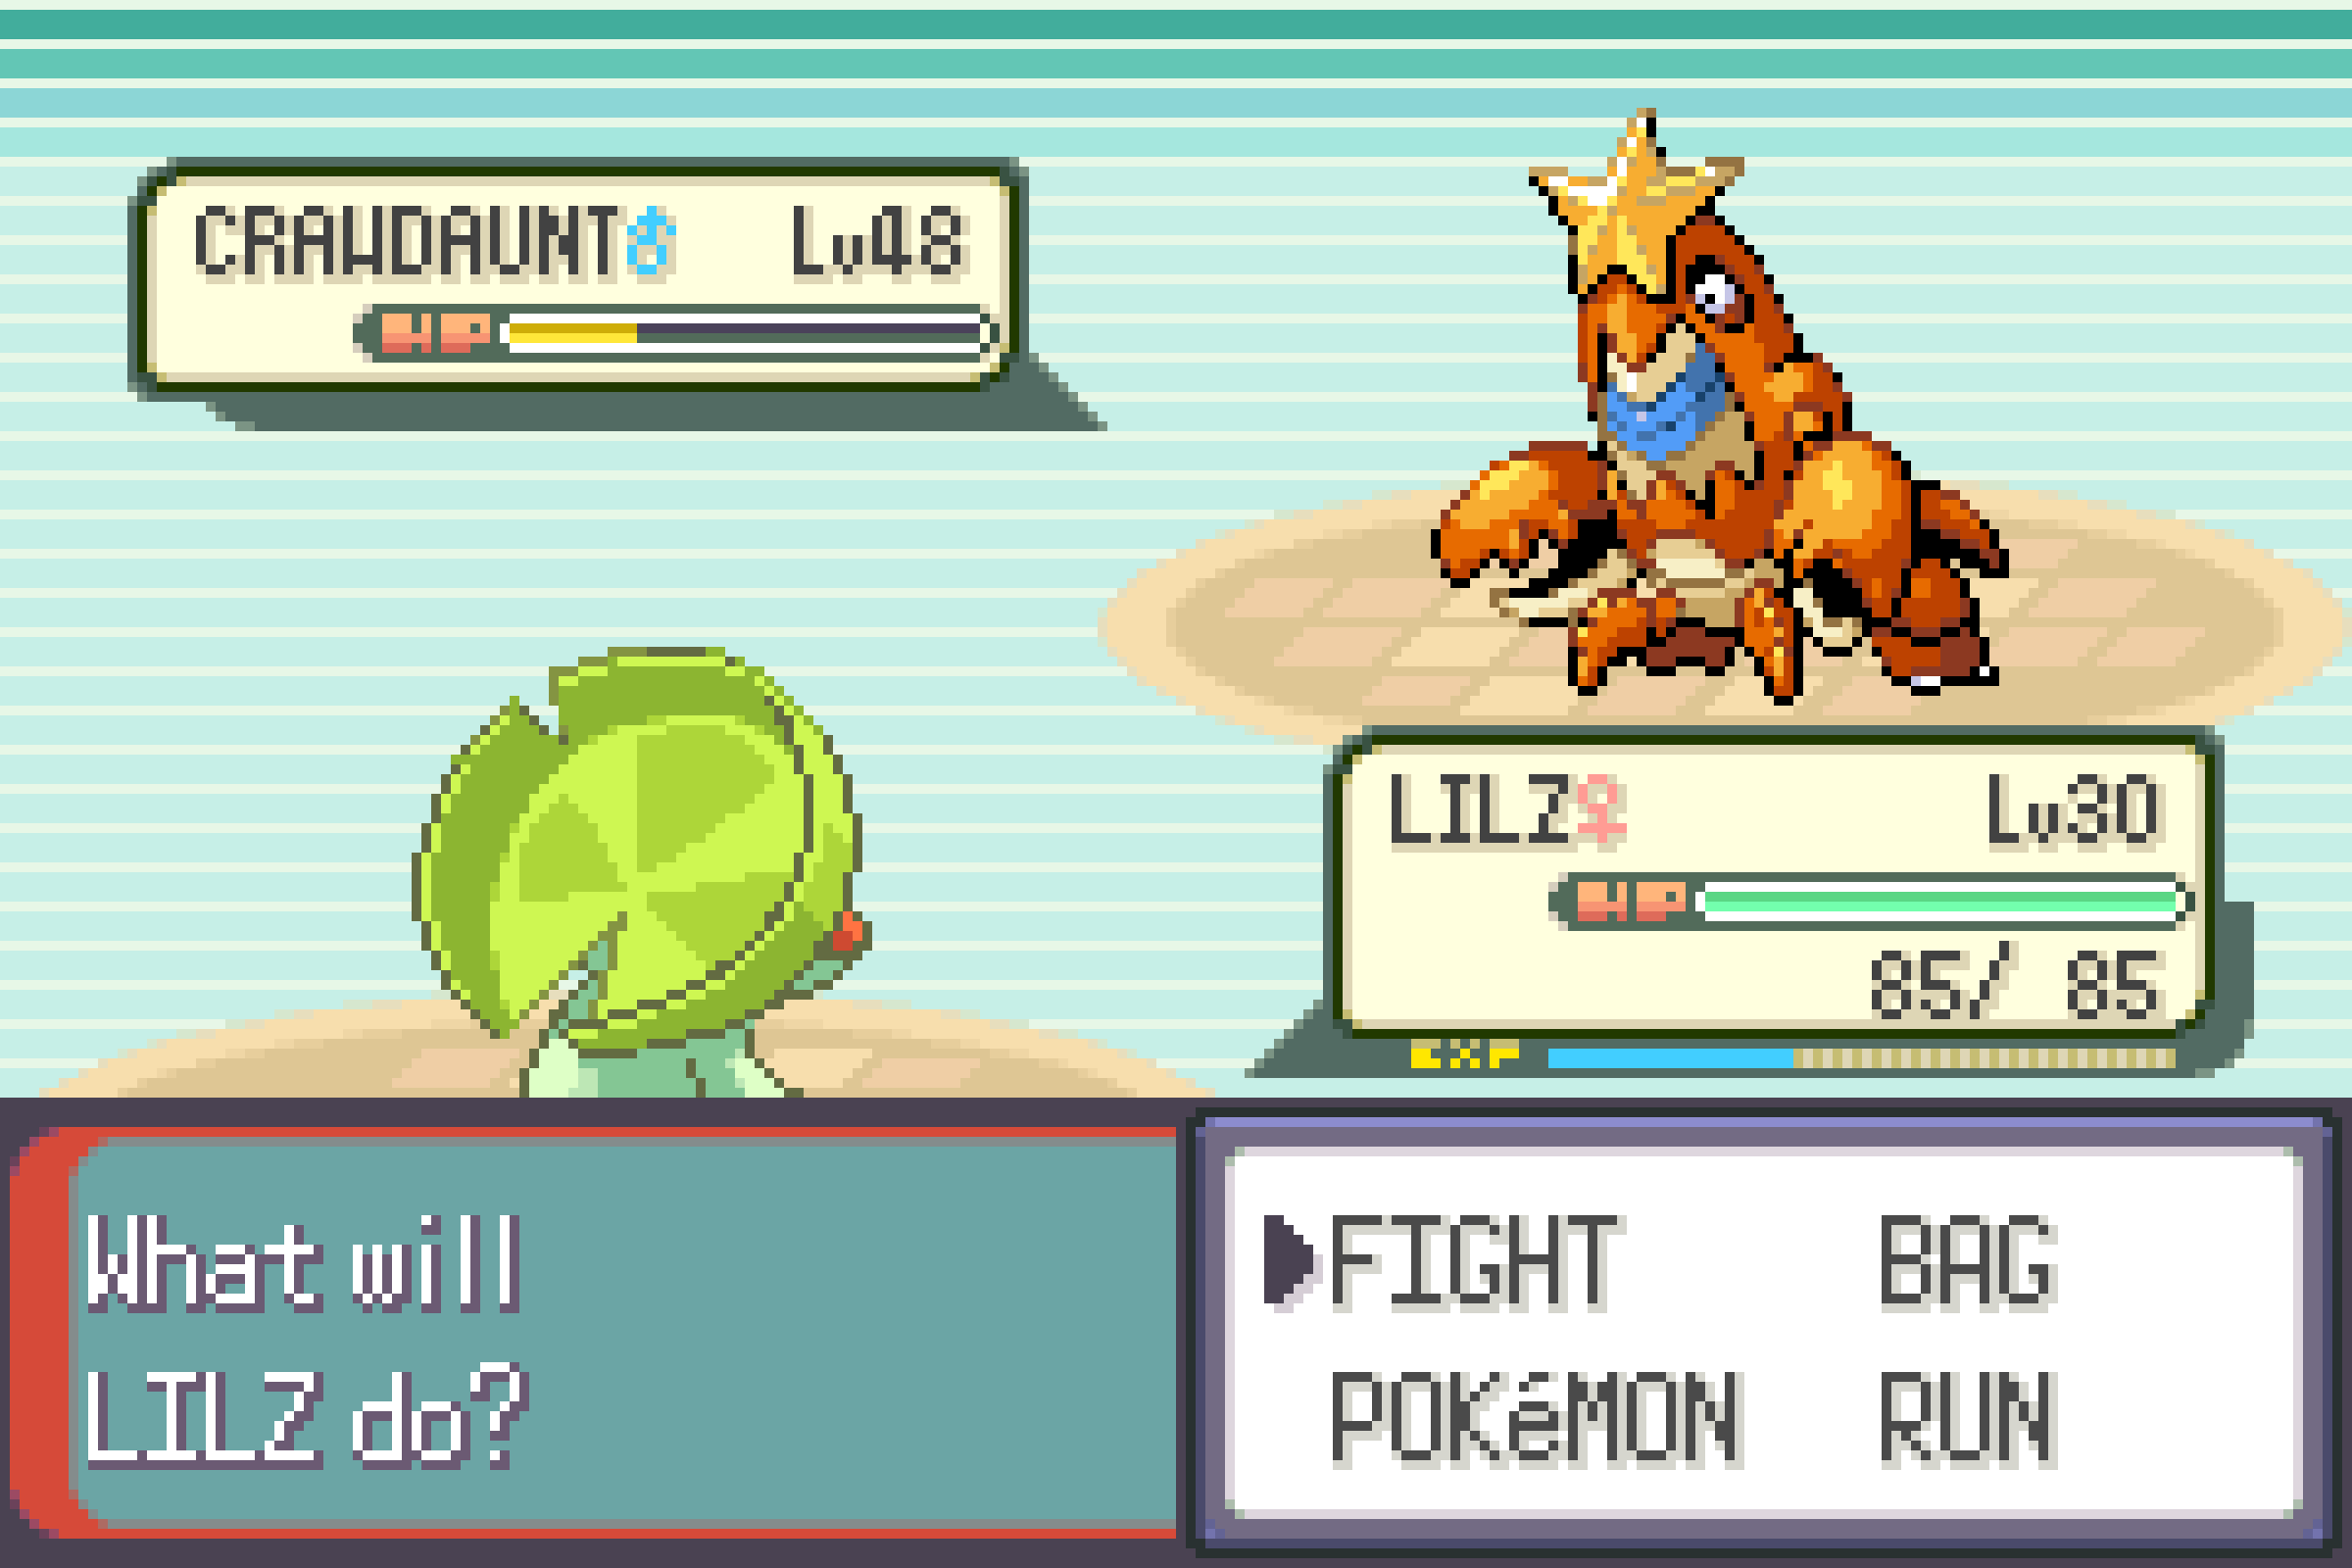 CRAWDAUNT♂ Lv48
HP
LILZ♀ Lv30
HP
85/ 85
EXP
What will
LILZ do?
FIGHT BAG
POKéMON RUN